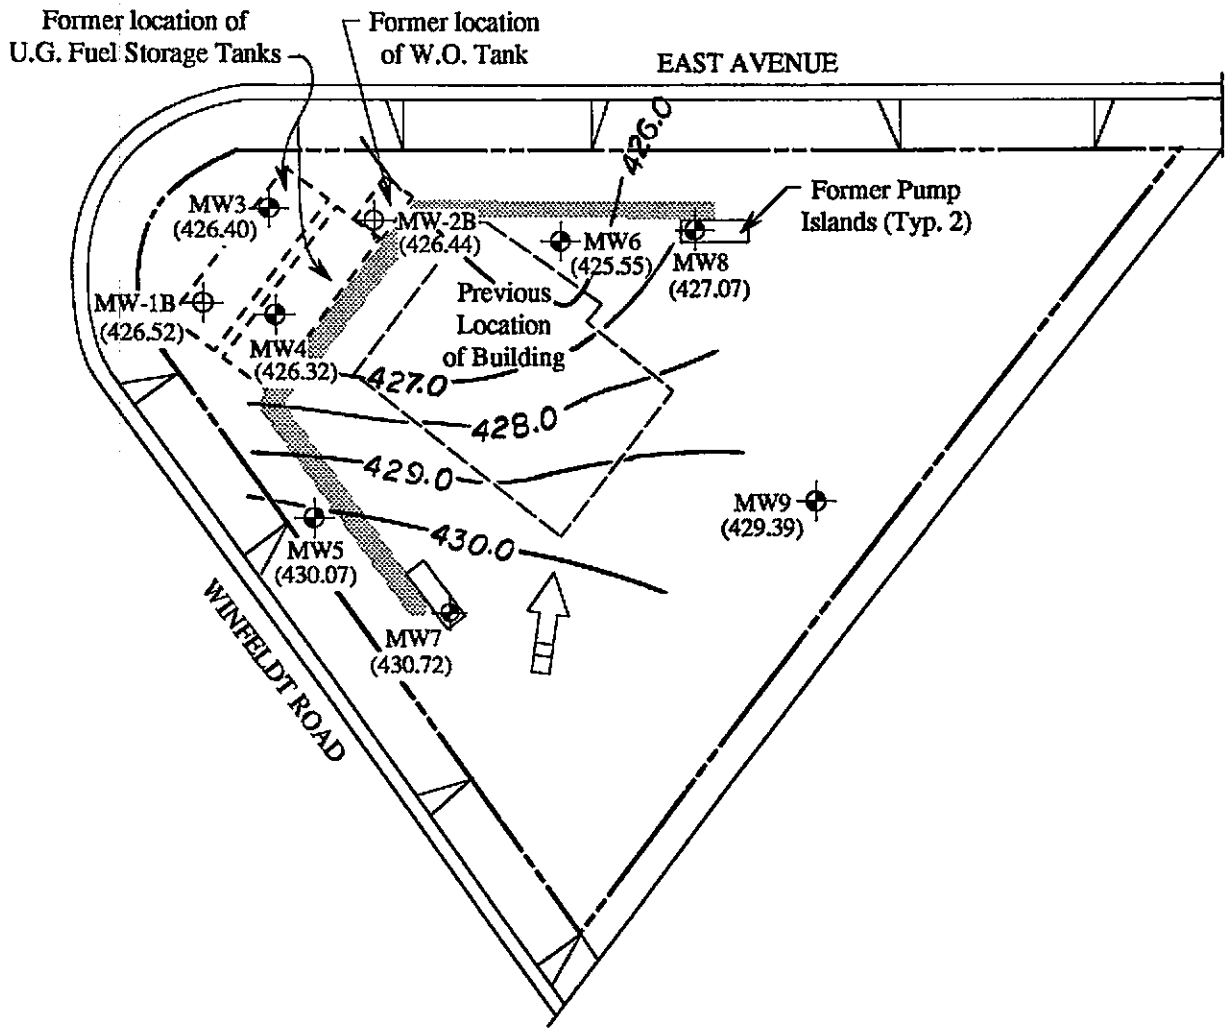 Former location of
U.G. Fuel Storage Tanks
Former location
of W.O. Tank
EAST AVENUE
426.0
MW3
(426.40)
MW-2B
(426.44)
MW6
(425.55)
MW8
(427.07)
Former Pump
Islands (Typ. 2)
MW-1B
(426.52)
MW4
(426.32)
Previous
Location
of Building
427.0
428.0
429.0
430.0
MW5
(430.07)
MW9
(429.39)
MW7
(430.72)
WINFELDT ROAD